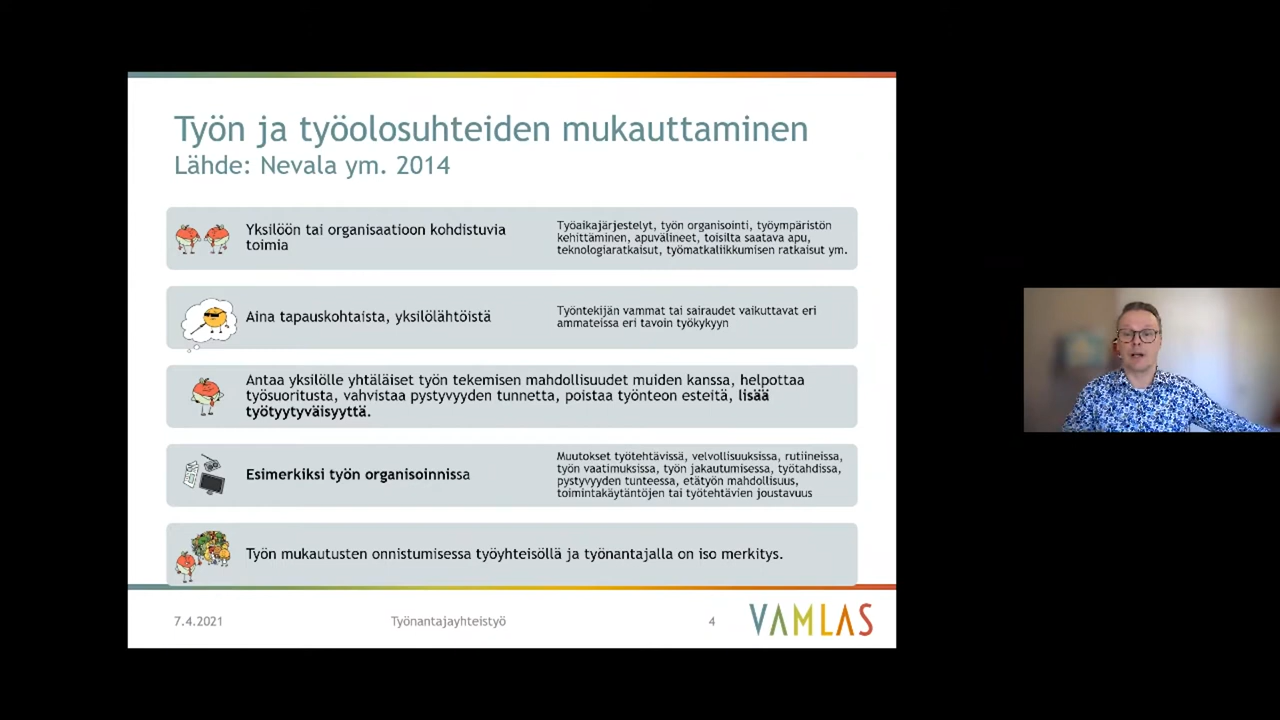 Työn ja työolosuhteiden mukauttaminen
Lähde: Nevala ym. 2014
Yksilöön tai organisaatioon kohdistuvia
toimia
Työaikajärjestelyt, työn organisointi, työympäristön
kehittäminen, apuvälineet, toisilta saatava apu,
teknologiaratkaisut, työmatkaliikkumisen ratkaisut ym.
Aina tapauskohtaista, yksilölähtöistä
Työntekijän vammat tai sairaudet vaikuttavat eri
ammateissa eri tavoin työkykyyn
Antaa yksilölle yhtäläiset työn tekemisen mahdollisuudet muiden kanssa, helpottaa
työsuoritusta, vahvistaa pystyvyyden tunnetta, poistaa työnteon esteitä, lisää
työtyytyväisyyttä.
Esimerkiksi työn organisoinnissa
Muutokset työtehtävissä, velvollisuuksissa, rutiineissa,
työn vaatimuksissa, työn jakautumisessa, työtahdissa,
pystyvyyden tunteessa, etätyön mahdollisuus,
toimintakäytäntöjen tai työtehtävien joustavuus
Työn mukautusten onnistumisessa työyhteisöllä ja työnantajalla on iso merkitys.
7.4.2021
Työnantajayhteistyö
4
VAMLAS